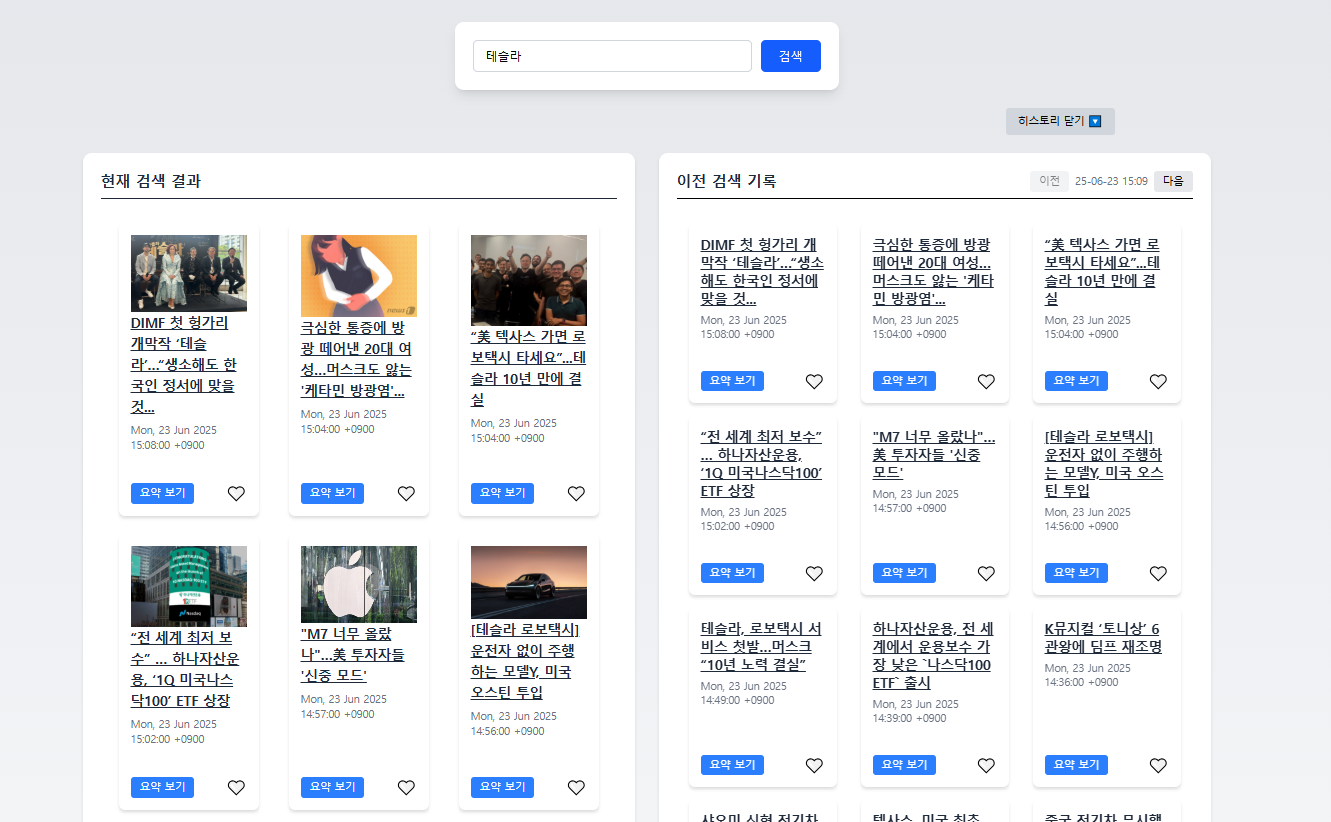 테슬라
검색
히스토리 닫기
현재 검색 결과
DIMF 첫 헝가리
개막작 ‘테슬
라’…“생소해도 한
국인 정서에 맞을
것...
Mon, 23 Jun 2025
15:08:00 +0900
요약 보기
news1
극심한 통증에 방
광 떼어낸 20대 여
성…머스크도 앓는
'케타민 방광염'...
Mon, 23 Jun 2025
15:04:00 +0900
요약 보기
“美 텍사스 가면 로
보택시 타세요”…테
슬라 10년 만에 결
실
Mon, 23 Jun 2025
15:04:00 +0900
요약 보기
Nasdaq
“전 세계 최저 보
수” ... 하나자산운
용, ‘1Q 미국나스
닥100’ ETF 상장
Mon, 23 Jun 2025
15:02:00 +0900
요약 보기
"M7 너무 올랐
나"…美 투자자들
'신중 모드'
Mon, 23 Jun 2025
14:57:00 +0900
요약 보기
[테슬라 로보택시]
운전자 없이 주행
하는 모델Y, 미국
오스틴 투입
Mon, 23 Jun 2025
14:56:00 +0900
요약 보기
이전 검색 기록
이전 25-06-23 15:09 다음
DIMF 첫 헝가리 개
막작 ‘테슬라’…“생소
해도 한국인 정서에
맞을 것...
Mon, 23 Jun 2025
15:08:00 +0900
요약 보기
극심한 통증에 방광
떼어낸 20대 여성…
머스크도 앓는 '케타
민 방광염'...
Mon, 23 Jun 2025
15:04:00 +0900
요약 보기
“美 텍사스 가면 로
보택시 타세요”…테
슬라 10년 만에 결
실
Mon, 23 Jun 2025
15:04:00 +0900
요약 보기
“전 세계 최저 보수”
... 하나자산운용,
‘1Q 미국나스닥100’
ETF 상장
Mon, 23 Jun 2025
15:02:00 +0900
요약 보기
"M7 너무 올랐나"…
美 투자자들 '신중
모드'
Mon, 23 Jun 2025
14:57:00 +0900
요약 보기
[테슬라 로보택시]
운전자 없이 주행하
는 모델Y, 미국 오스
틴 투입
Mon, 23 Jun 2025
14:56:00 +0900
요약 보기
테슬라, 로보택시 서
비스 첫발…머스크
“10년 노력 결실”
Mon, 23 Jun 2025
14:49:00 +0900
요약 보기
하나자산운용, 전 세
계에서 운용보수 가
장 낮은 `나스닥100
ETF` 출시
Mon, 23 Jun 2025
14:39:00 +0900
요약 보기
K뮤지컬 ‘토니상’ 6
관왕에 딤프 재조명
Mon, 23 Jun 2025
14:36:00 +0900
요약 보기